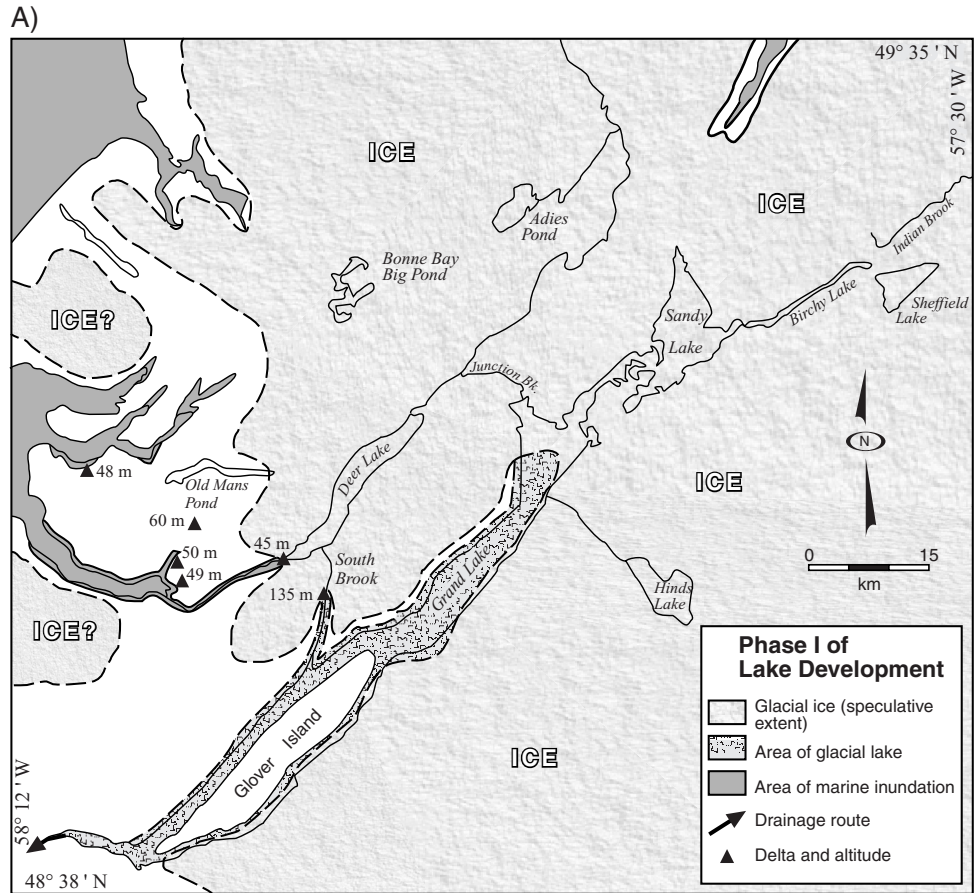 A)
49° 35 ' N
57° 30 ' W
ICE
ICE
Adies
Pond
Indian Brook
Bonne Bay
Big Pond
Sheffield
Lake
Birchy Lake
ICE?
Sandy
Lake
Junction Bk.
N
48 m
Old Mans
Pond
Deer Lake
ICE
60 m
45 m
50 m
49 m
South
Brook
135 m
Grand Lake
Hinds
Lake
0 15
km
ICE?
Glover Island
ICE
58° 12 ' W
48° 38 ' N
Phase I of
Lake Development
Glacial ice (speculative
extent)
Area of glacial lake
Area of marine inundation
Drainage route
Delta and altitude